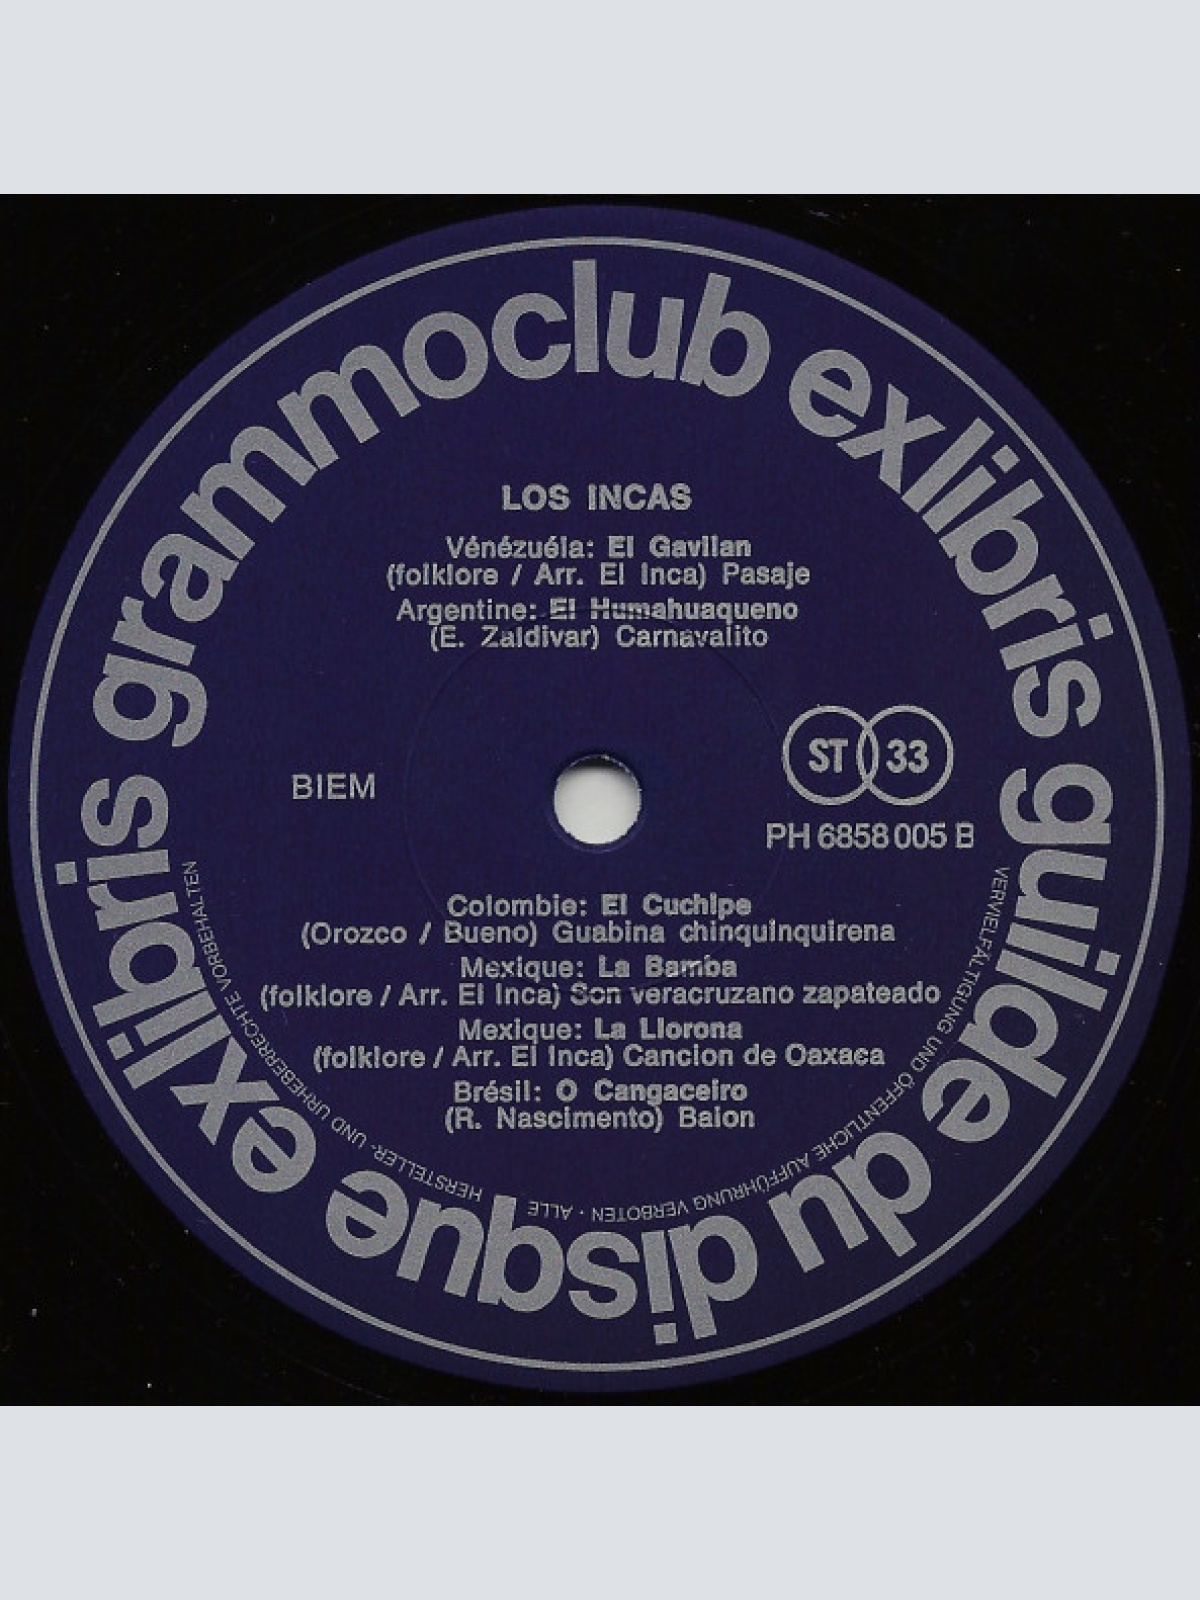 grammoclub exlibris guilde du disque exlibris
LOS INCAS
Vénézuéla: El Gavilan
(folklore / Arr. El Inca) Pasaje
Argentine: El Humahuaqueno
(E. Zaldivar) Carnavalito
BIEM
ST 33
PH 6858 005 B
Colombie: El Cuchipe
(Orozco / Bueno) Guabina chinquinquirena
Mexique: La Bamba
(folklore / Arr. El Inca) Son veracruzano zapateado
Mexique: La Llorona
(folklore / Arr. El Inca) Cancion de Oaxaca
Brésil: O Cangaceiro
(R. Nascimento) Baion
VERVIELFÄLTIGUNG UND ÖFFENTLICHE AUFFÜHRUNG VERBOTEN · ALLE HERSTELLER- UND URHEBERRECHTE VORBEHALTEN